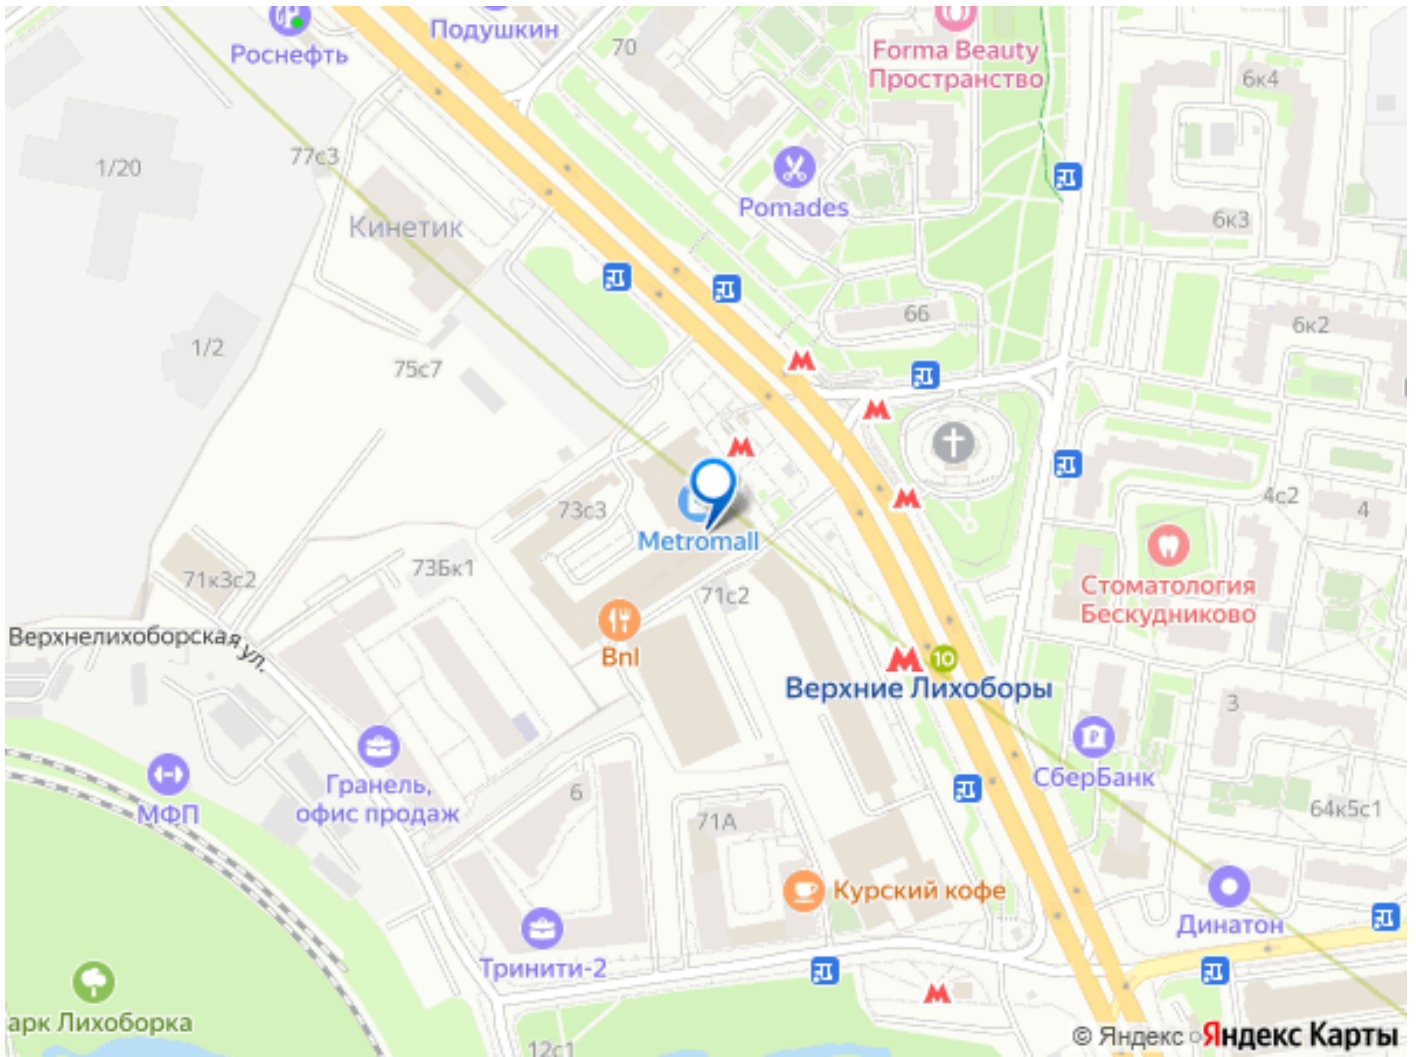 Роснефть
Подушкин
70
Forma Beauty
Пространство
6к4
77с3
1/20
Pomades
6к3
Кинетик
66
6к2
1/2
75с7
73с3
Metromall
4с2
4
73Бк1
71к3с2
71с2
Стоматология
Бескудниково
Верхнелихоборская ул.
Bnl
10
Верхние Лихоборы
3
СберБанк
Гранель,
офис продаж
МФП
6
71А
64к5с1
Курский кофе
Динатон
Тринити-2
арк Лихоборка
12с1
© Яндекс Яндекс Карты